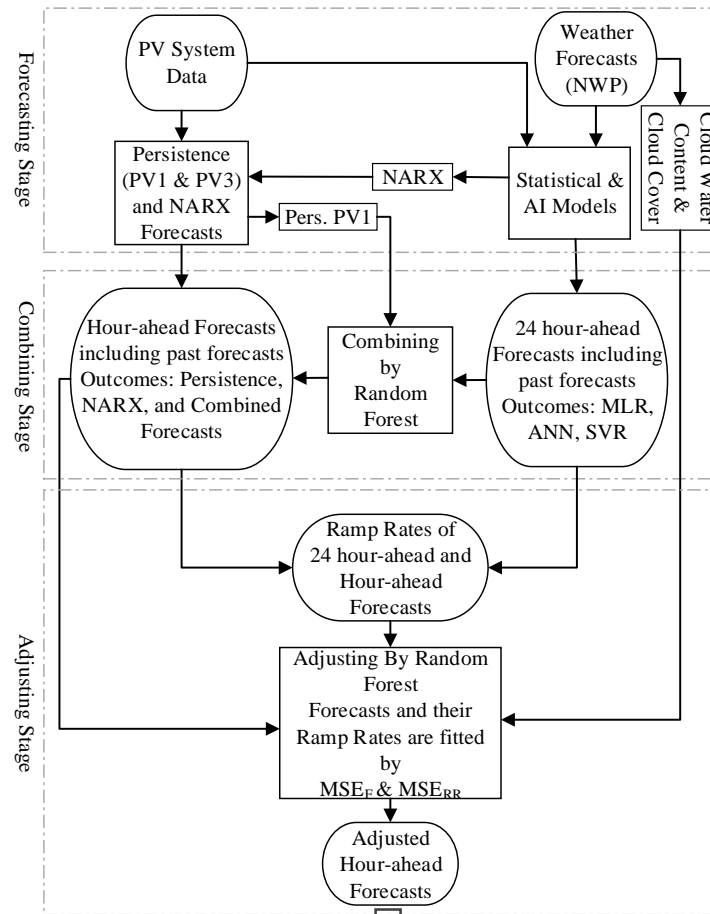 Forecasting Stage
PV System
Data
Weather
Forecasts
(NWP)
Cloud Water
Content &
Cloud Cover
Persistence
(PV1 & PV3)
and NARX
Forecasts
NARX
Statistical &
AI Models
Pers. PV1
Combining Stage
Hour-ahead Forecasts
including past forecasts
Outcomes: Persistence,
NARX, and Combined
Forecasts
Combining
by
Random
Forest
24 hour-ahead
Forecasts including
past forecasts
Outcomes: MLR,
ANN, SVR
Adjusting Stage
Ramp Rates of
24 hour-ahead and
Hour-ahead
Forecasts
Adjusting By Random
Forest
Forecasts and their
Ramp Rates are fitted
by
MSE_F & MSE_RR
Adjusted
Hour-ahead
Forecasts